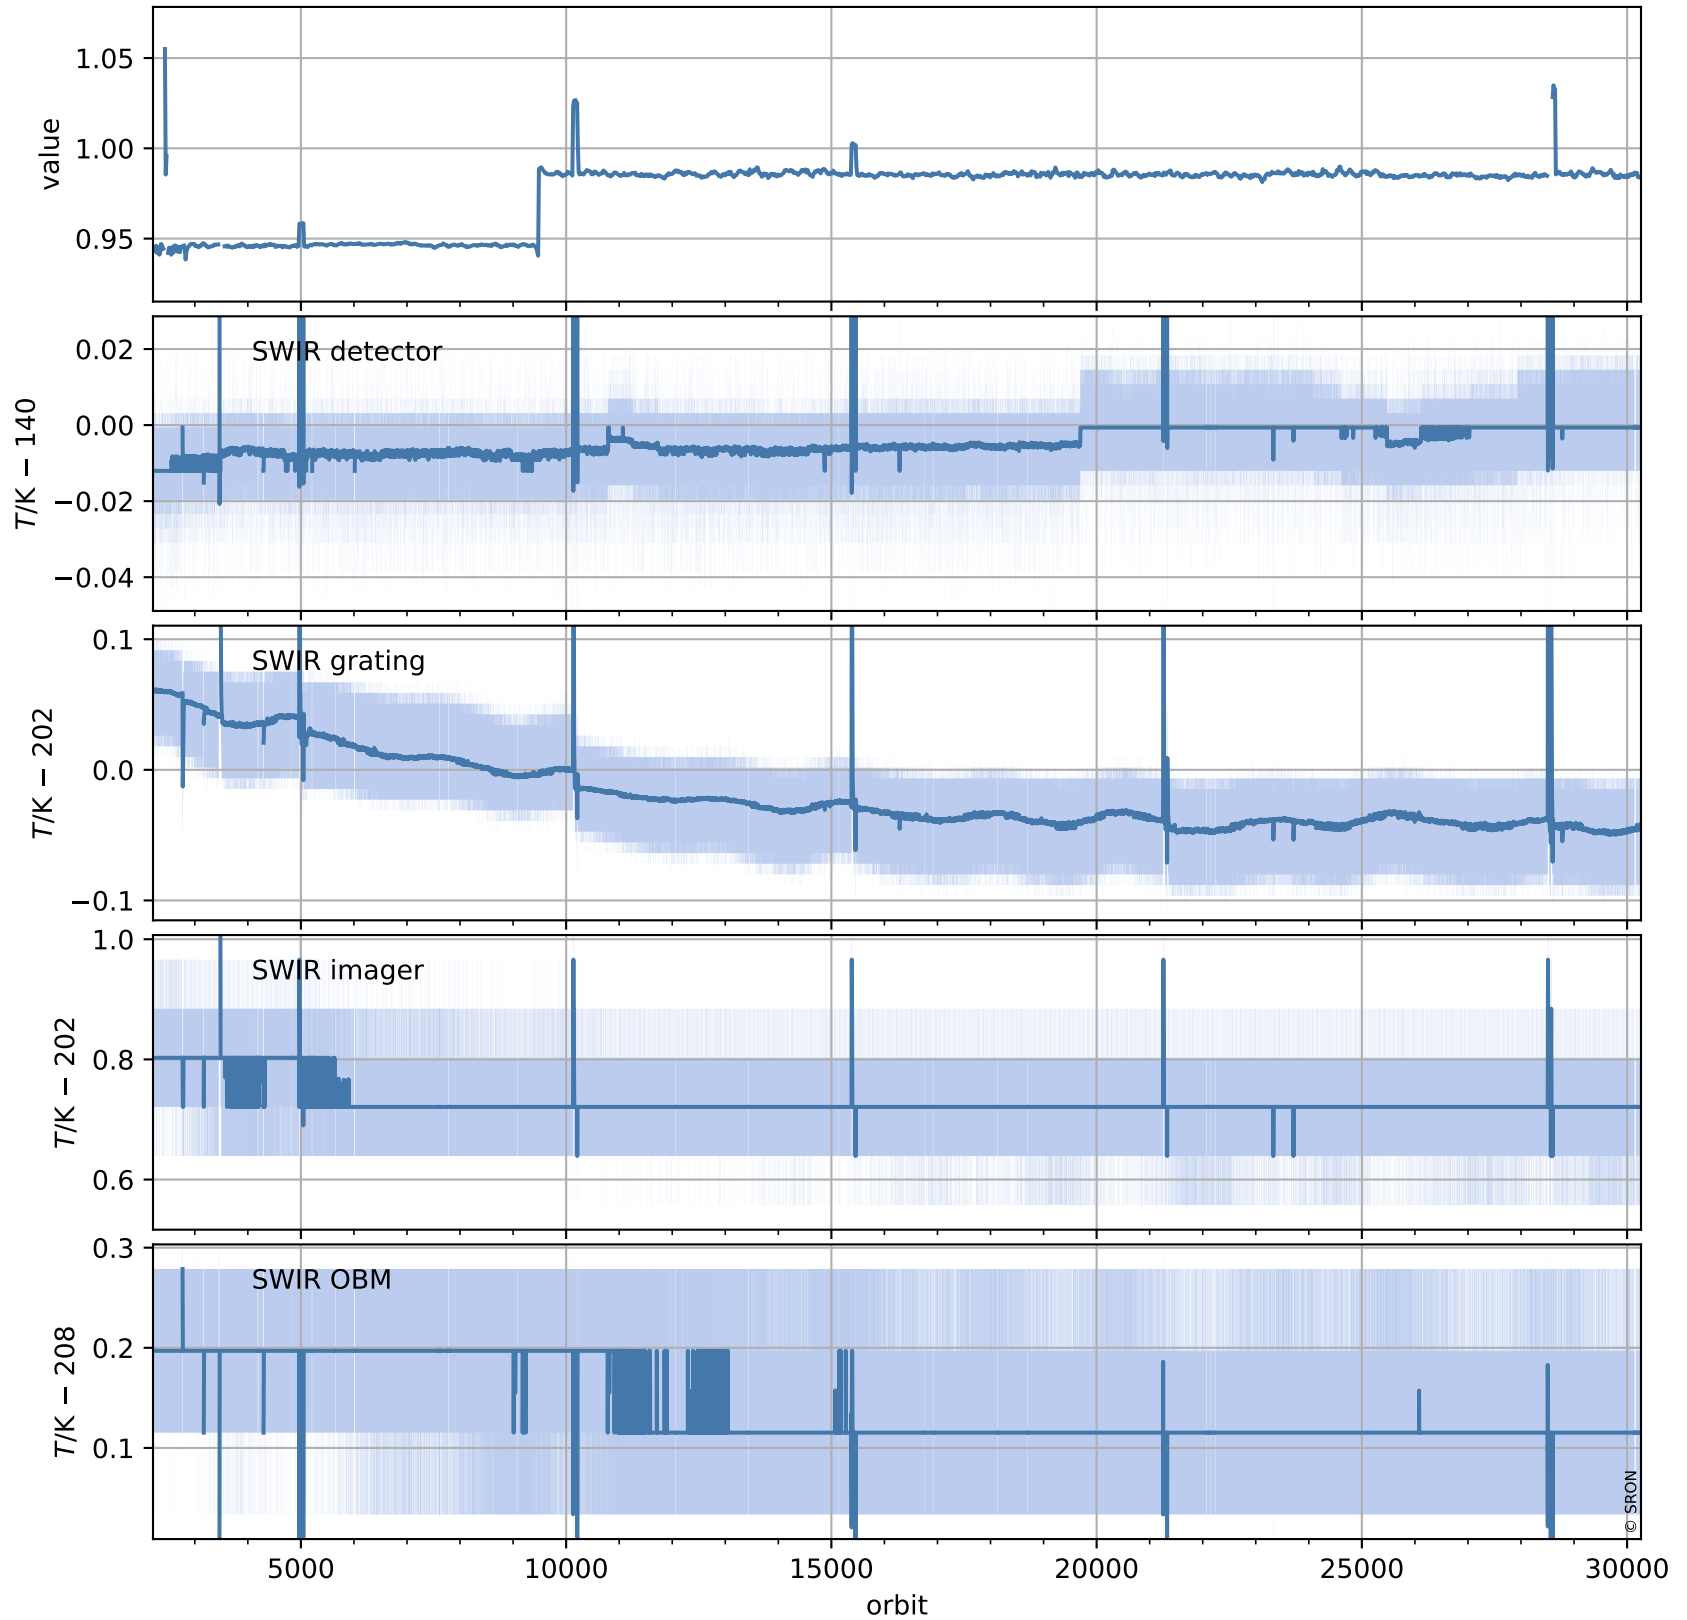 1.05
1.00
0.95
value
SWIR detector
0.02
0.00
−0.02
−0.04
T/K − 140
SWIR grating
0.1
0.0
−0.1
T/K − 202
SWIR imager
1.0
0.8
0.6
T/K − 202
SWIR OBM
0.3
0.2
0.1
T/K − 208
© SRON
5000 10000 15000 20000 25000 30000
orbit